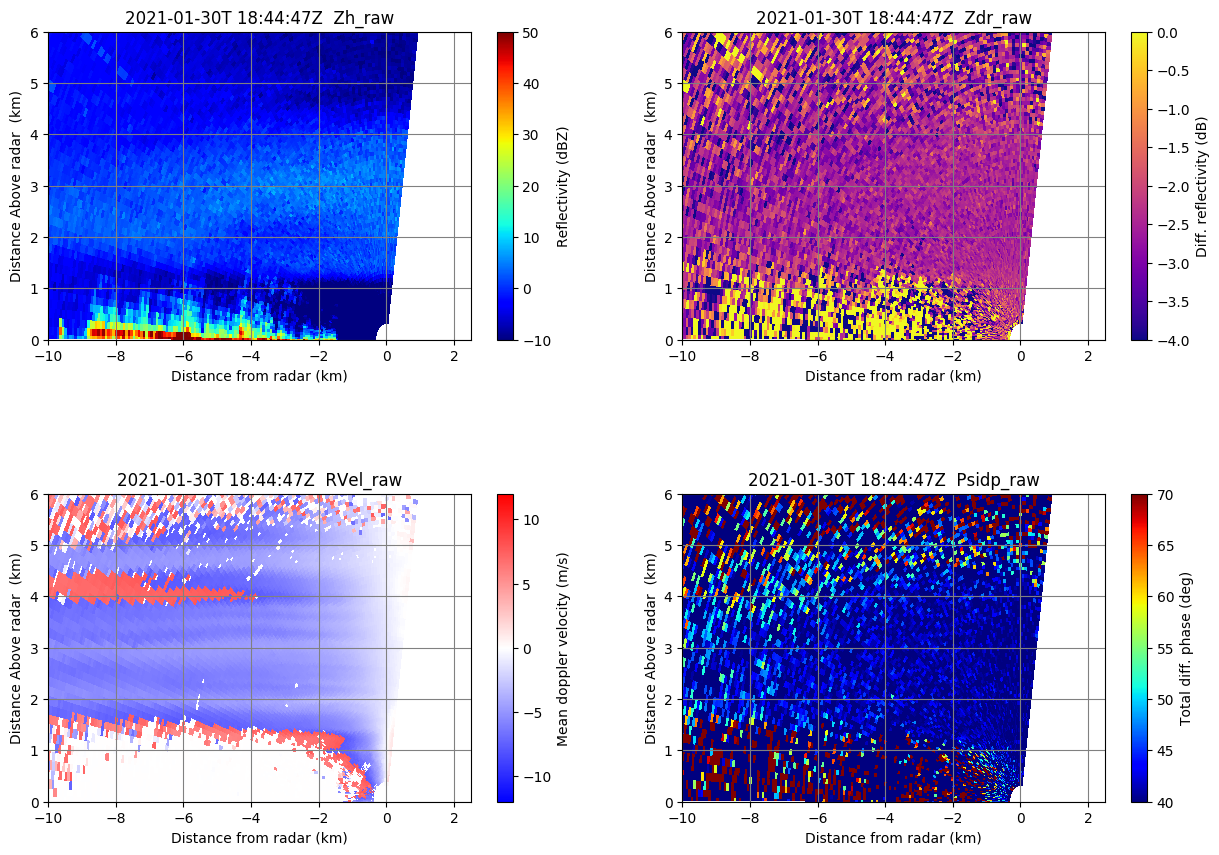 2021-01-30T 18:44:47Z Zh_raw
6
5
4
3
2
1
0
Distance Above radar (km)
−10 −8 −6 −4 −2 0 2
Distance from radar (km)
50
40
30
20
10
0
−10
Reflectivity (dBZ)
2021-01-30T 18:44:47Z Zdr_raw
6
5
4
3
2
1
0
Distance Above radar (km)
−10 −8 −6 −4 −2 0 2
Distance from radar (km)
0.0
−0.5
−1.0
−1.5
−2.0
−2.5
−3.0
−3.5
−4.0
Diff. reflectivity (dB)
2021-01-30T 18:44:47Z RVel_raw
6
5
4
3
2
1
0
Distance Above radar (km)
−10 −8 −6 −4 −2 0 2
Distance from radar (km)
10
5
0
−5
−10
Mean doppler velocity (m/s)
2021-01-30T 18:44:47Z Psidp_raw
6
5
4
3
2
1
0
Distance Above radar (km)
−10 −8 −6 −4 −2 0 2
Distance from radar (km)
70
65
60
55
50
45
40
Total diff. phase (deg)